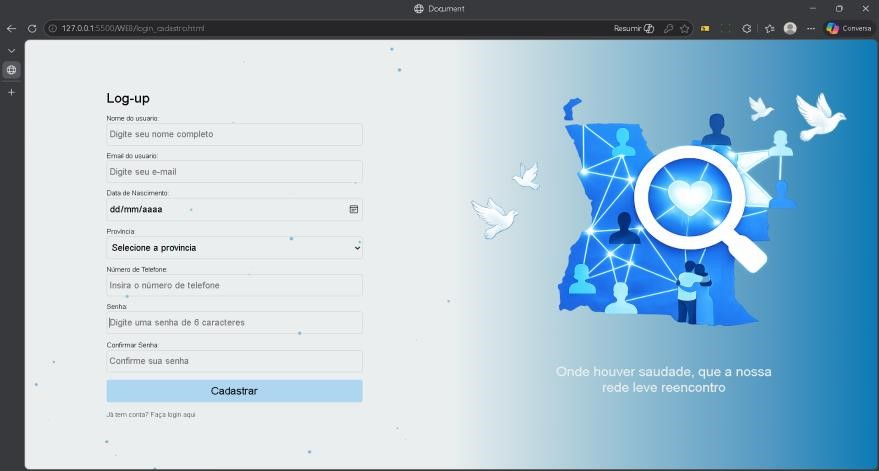 Document
127.0.0.1:5500/WEB/login_cadastro.html
Resumir
Conversa
Log-up
Nome do usuario:
Digite seu nome completo
Email do usuario:
Digite seu e-mail
Data de Nascimento:
dd/mm/aaaa
Província:
Selecione a provincia
Número de Telefone:
Insira o número de telefone
Senha:
Digite uma senha de 6 caracteres
Confirmar Senha:
Confirme sua senha
Cadastrar
Já tem conta? Faça login aqui
Onde houver saudade, que a nossa
rede leve reencontro